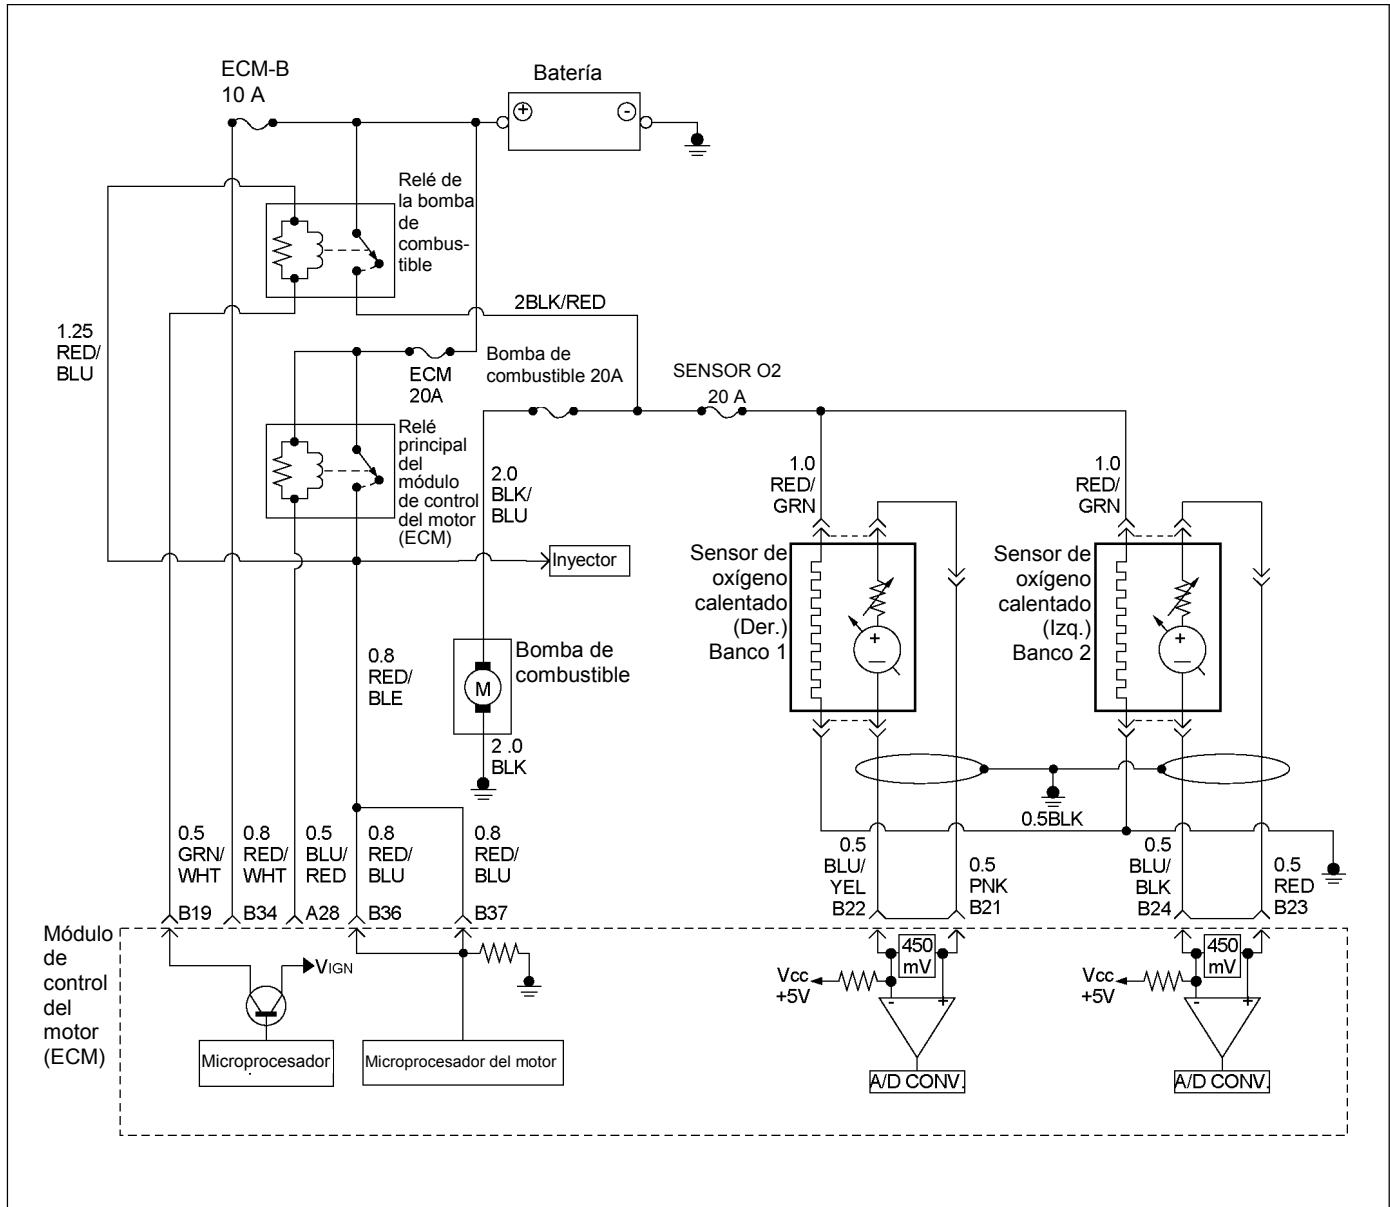 ECM-B
10 A
Batería
+
-
Relé de
la bomba
de
combus-
tible
2BLK/RED
1.25
RED/
BLU
ECM
20A
Bomba de
combustible 20A
SENSOR O2
20 A
Relé
principal
del
módulo
de control
del motor
(ECM)
2.0
BLK/
BLU
1.0
RED/
GRN
1.0
RED/
GRN
Inyector
Sensor de
oxígeno
calentado
(Der.)
Banco 1
+
−
Sensor de
oxígeno
calentado
(Izq.)
Banco 2
+
−
0.8
RED/
BLE
Bomba de
combustible
M
2 .0
BLK
0.5BLK
0.5
GRN/
WHT
B19
0.8
RED/
WHT
B34
0.5
BLU/
RED
A28
0.8
RED/
BLU
B36
0.8
RED/
BLU
B37
0.5
BLU/
YEL
B22
0.5
PNK
B21
0.5
BLU/
BLK
B24
0.5
RED
B23
Módulo
de
control
del
motor
(ECM)
VIGN
Microprocesador
Microprocesador del motor
450
mV
Vcc
+5V
-
+
A/D CONV.
450
mV
Vcc
+5V
-
+
A/D CONV.